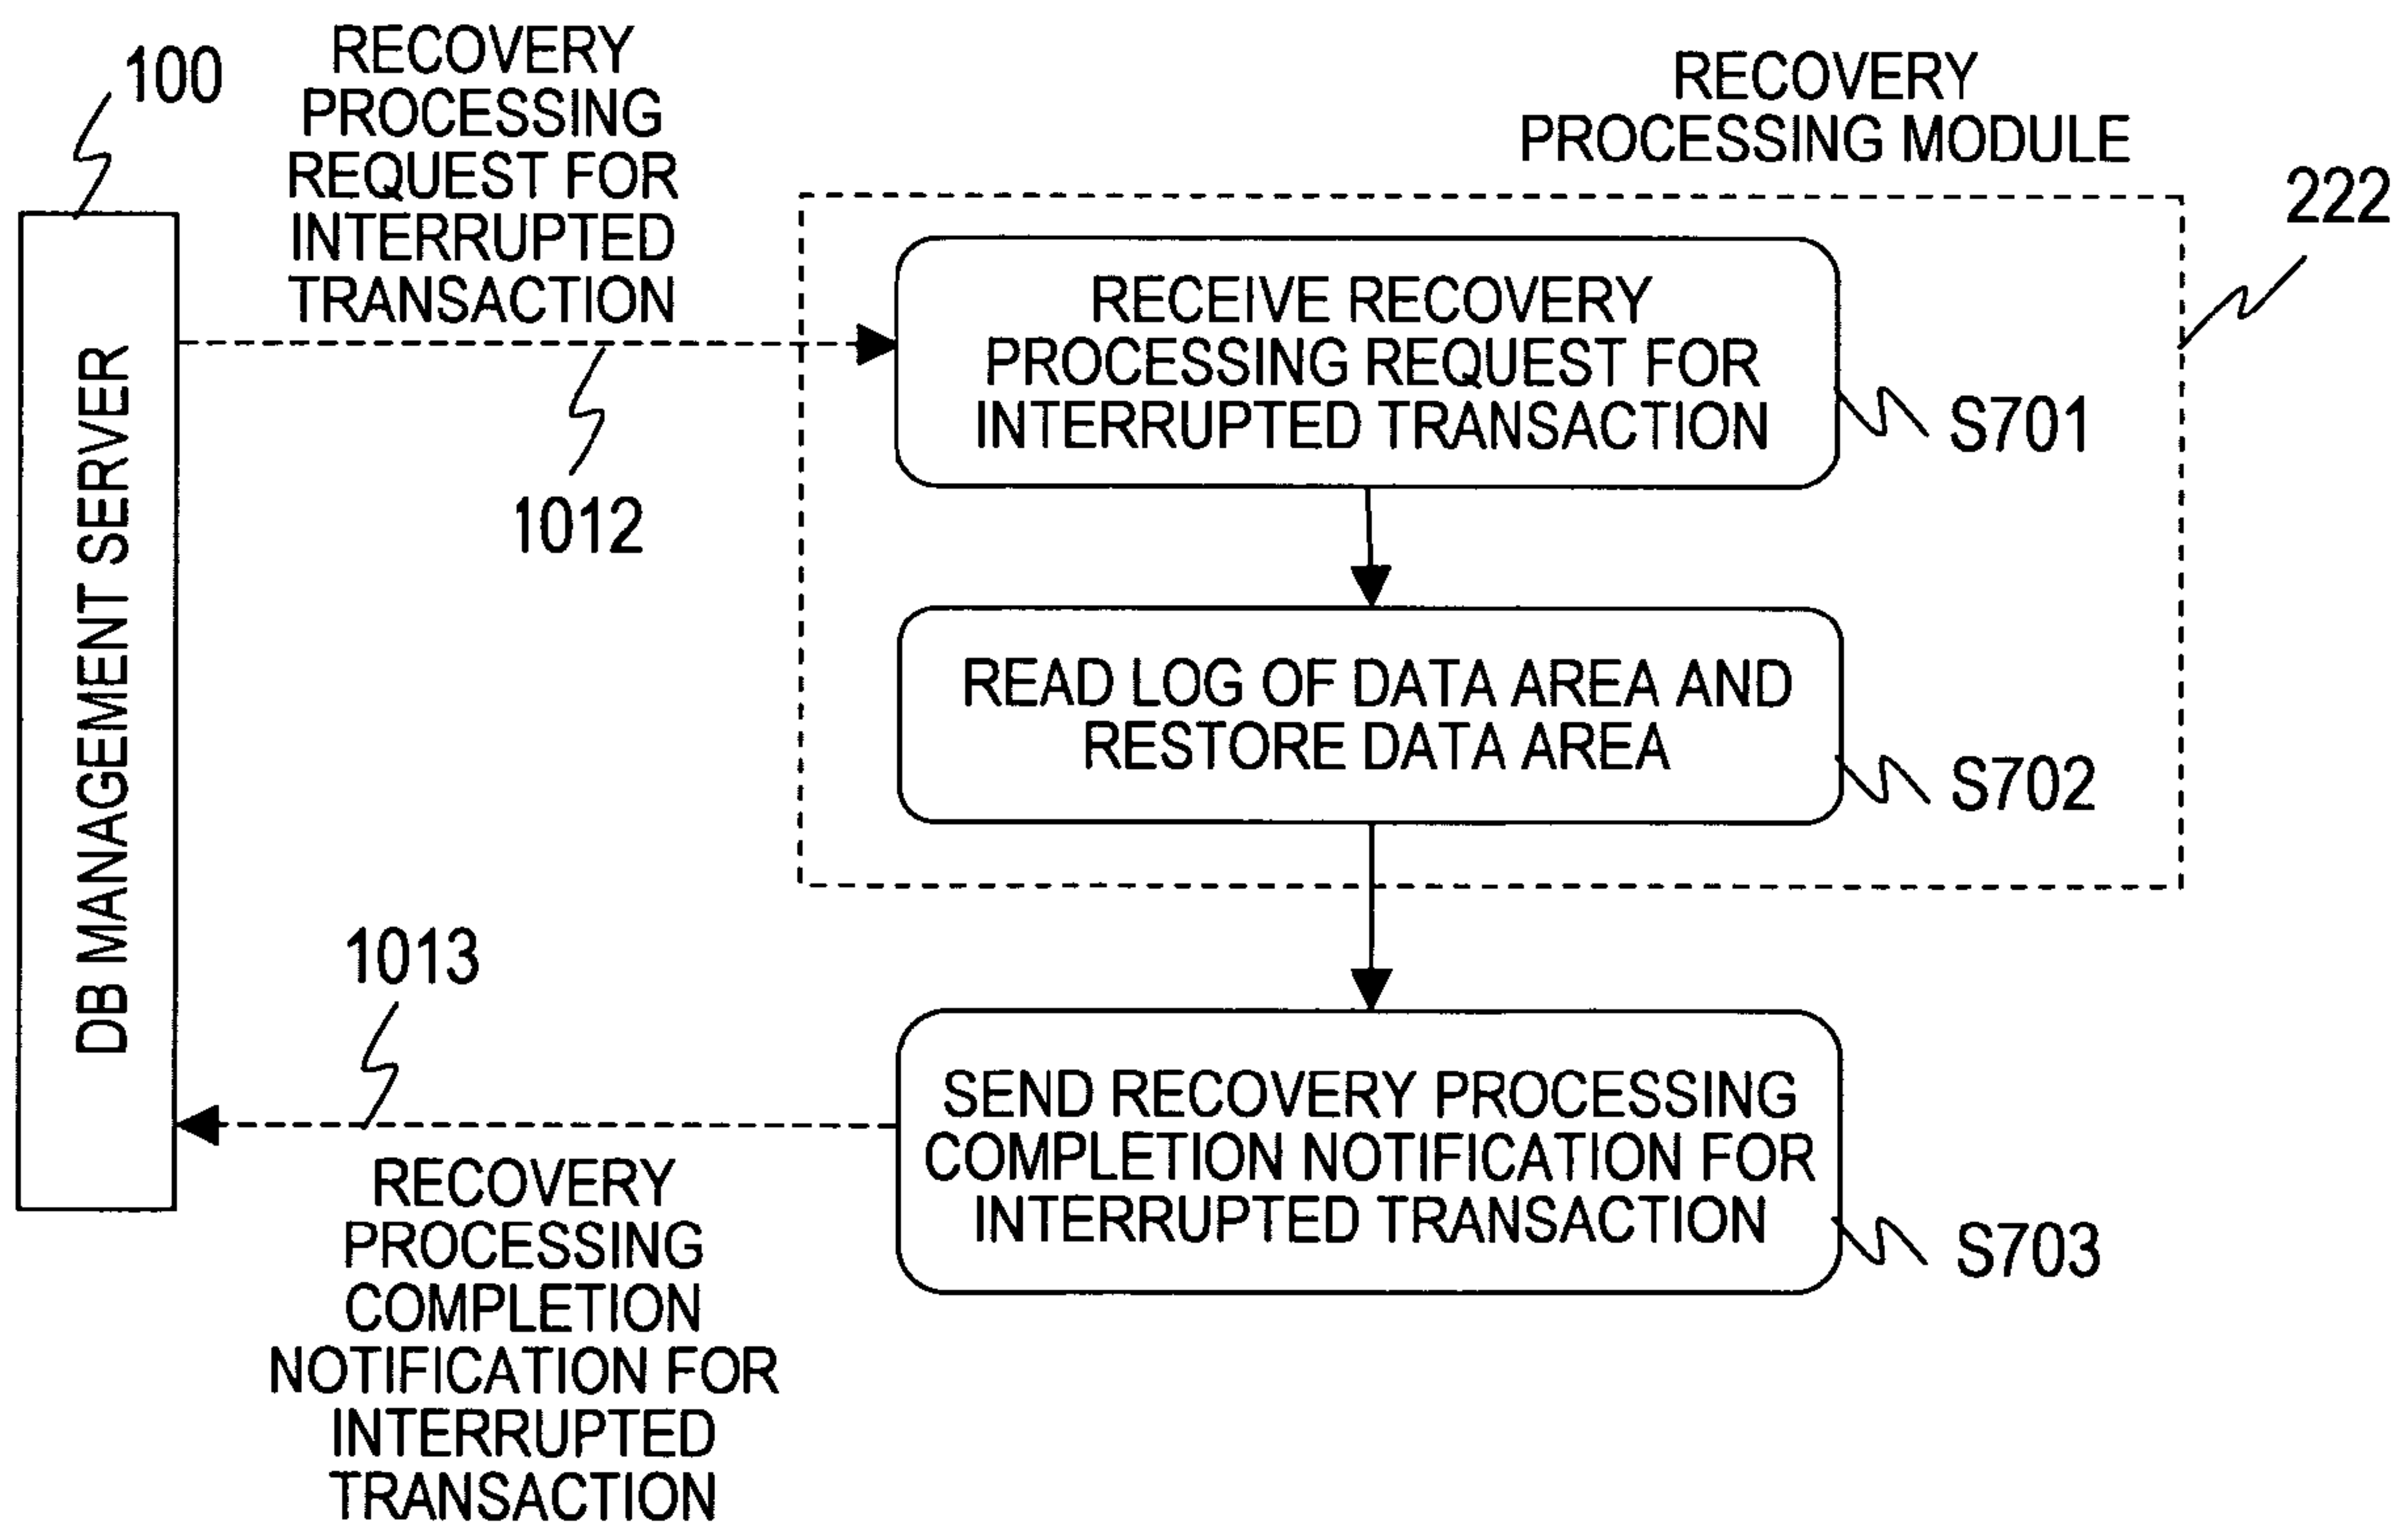 100
RECOVERY
PROCESSING
REQUEST FOR
INTERRUPTED
TRANSACTION
1012
RECOVERY
PROCESSING MODULE
222
DB MANAGEMENT SERVER
RECEIVE RECOVERY
PROCESSING REQUEST FOR
INTERRUPTED TRANSACTION
S701
READ LOG OF DATA AREA AND
RESTORE DATA AREA
S702
SEND RECOVERY PROCESSING
COMPLETION NOTIFICATION FOR
INTERRUPTED TRANSACTION
S703
1013
RECOVERY
PROCESSING
COMPLETION
NOTIFICATION FOR
INTERRUPTED
TRANSACTION